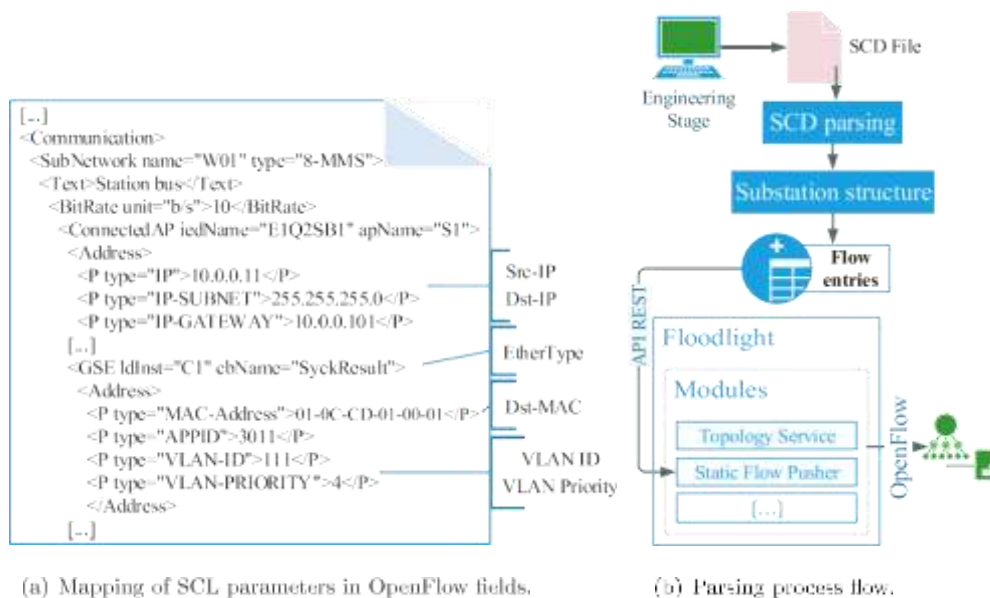 [...]
<Communication>
<SubNetwork name="W01" type="8-MMS">
<Text>Station bus</Text>
<BitRate unit="b/s">10</BitRate>
<ConnectedAP iedName="E1Q2SB1" apName="S1">
<Address>
<P type="IP">10.0.0.11</P>
<P type="IP-SUBNET">255.255.255.0</P>
<P type="IP-GATEWAY">10.0.0.101</P>
[...]
<GSE ldInst="C1" cbName="SyckResult">
<Address>
<P type="MAC-Address">01-0C-CD-01-00-01</P>
<P type="APPID">3011</P>
<P type="VLAN-ID">111</P>
<P type="VLAN-PRIORITY">4</P>
</Address>
[...]
Src-IP
Dst-IP
EtherType
Dst-MAC
VLAN ID
VLAN Priority
(a) Mapping of SCL parameters in OpenFlow fields.
Engineering
Stage
SCD File
SCD parsing
Substation structure
Flow
entries
API REST
Floodlight
Modules
Topology Service
Static Flow Pusher
(...)
OpenFlow
(b) Parsing process flow.